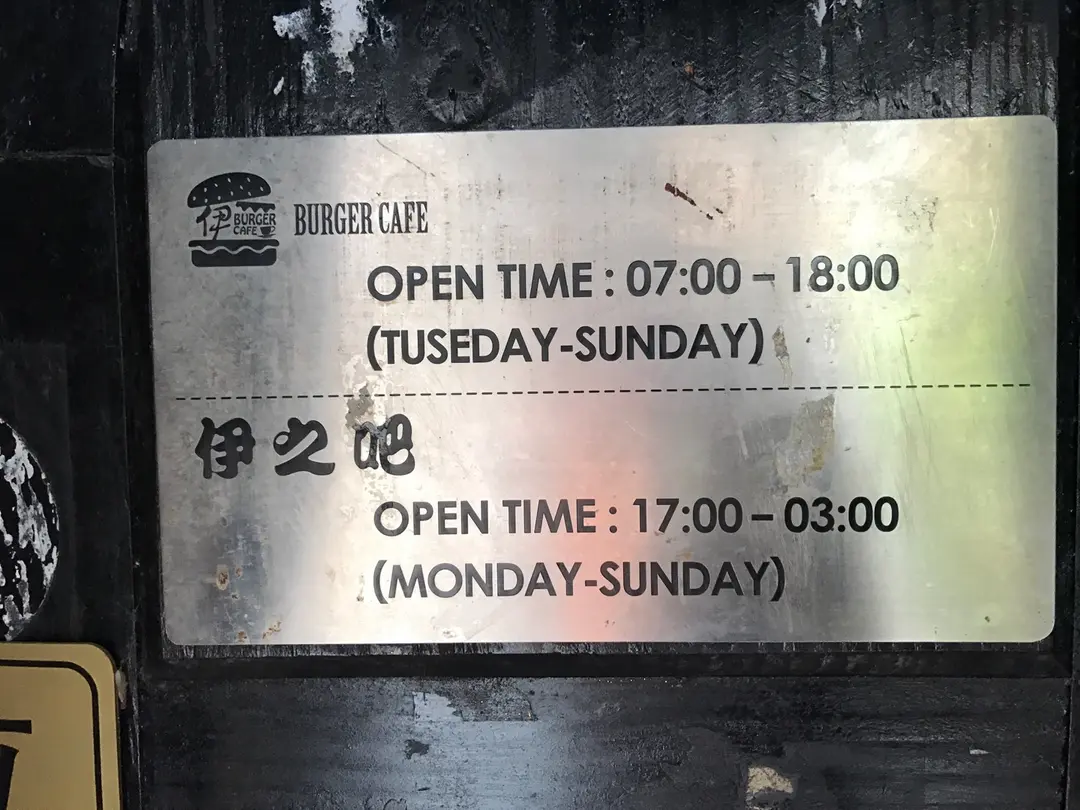 伊 BURGER CAFE
BURGER CAFE
OPEN TIME : 07:00 – 18:00
(TUSEDAY-SUNDAY)
伊之吧
OPEN TIME : 17:00 – 03:00
(MONDAY-SUNDAY)